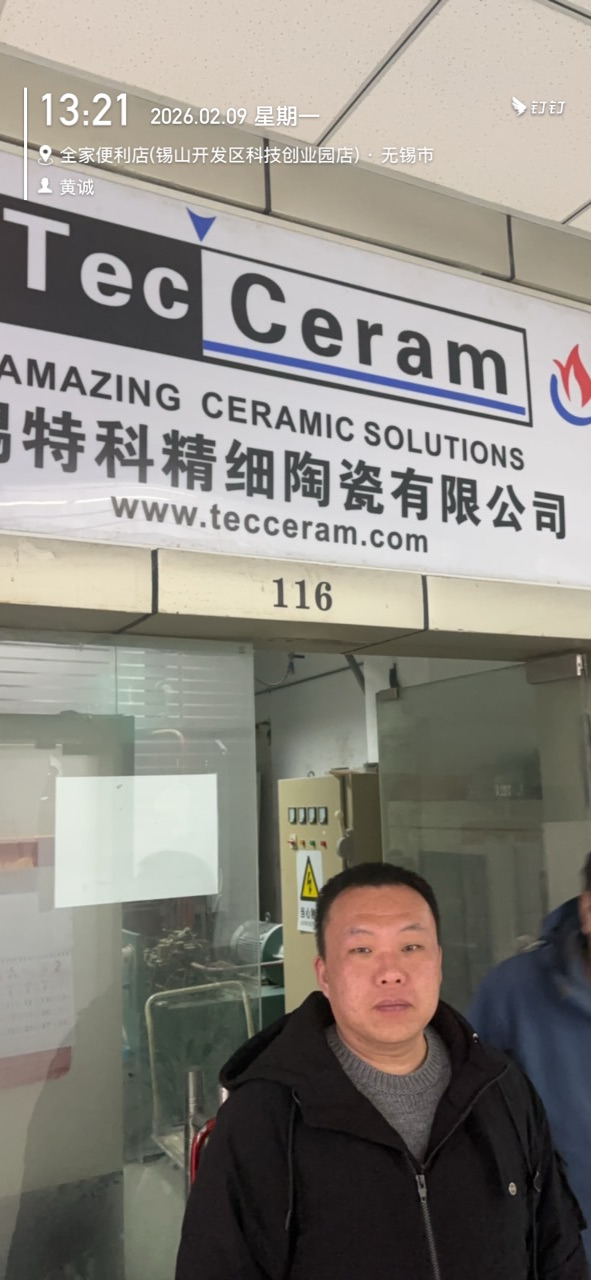 13:21 2026.02.09 星期一
钉钉
全家便利店(锡山开发区科技创业园店) · 无锡市
黄诚
TecCeram
AMAZING CERAMIC SOLUTIONS
锡特科精细陶瓷有限公司
www.tecceram.com
116